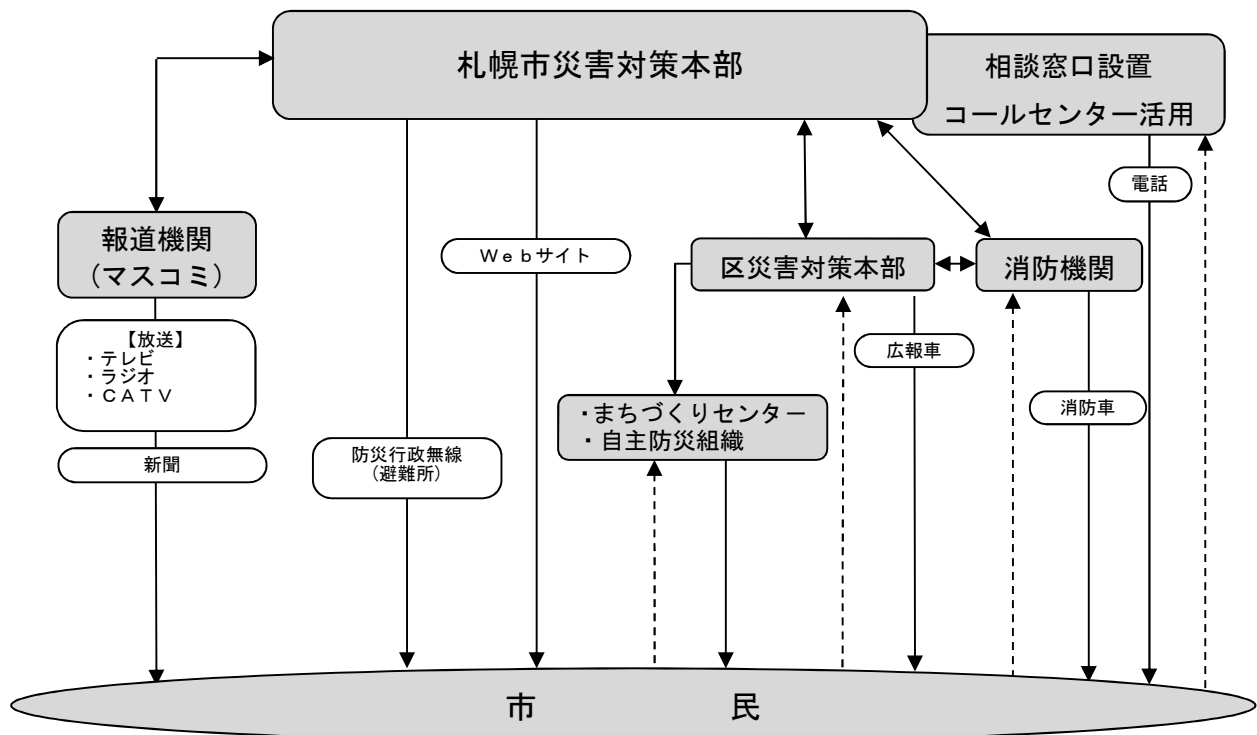 札幌市災害対策本部
相談窓口設置
コールセンター活用
電話
報道機関
（マスコミ）
Ｗｅｂサイト
区災害対策本部
消防機関
【放送】
・テレビ
・ラジオ
・ＣＡＴＶ
広報車
・まちづくりセンター
・自主防災組織
消防車
新聞
防災行政無線
（避難所）
市　　　民